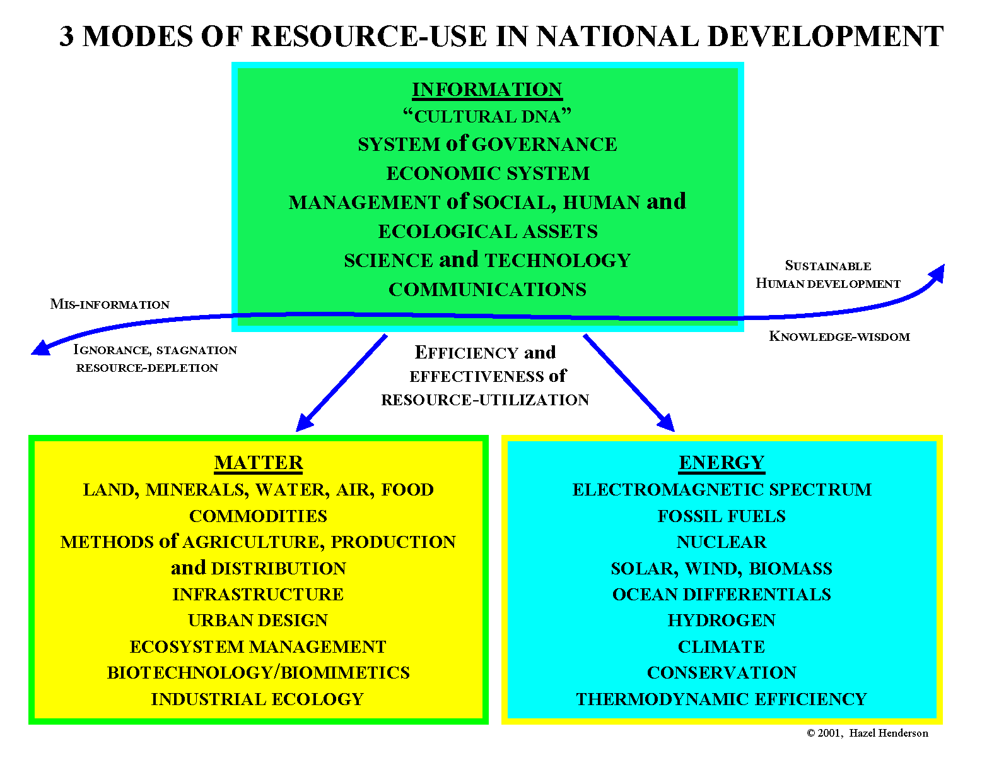 3 MODES OF RESOURCE-USE IN NATIONAL DEVELOPMENT
INFORMATION
“CULTURAL DNA”
SYSTEM of GOVERNANCE
ECONOMIC SYSTEM
MANAGEMENT of SOCIAL, HUMAN and
ECOLOGICAL ASSETS
SCIENCE and TECHNOLOGY
COMMUNICATIONS
SUSTAINABLE
HUMAN DEVELOPMENT
MIS-INFORMATION
KNOWLEDGE-WISDOM
IGNORANCE, STAGNATION
RESOURCE-DEPLETION
EFFICIENCY and
EFFECTIVENESS of
RESOURCE-UTILIZATION
MATTER
LAND, MINERALS, WATER, AIR, FOOD
COMMODITIES
METHODS of AGRICULTURE, PRODUCTION
and DISTRIBUTION
INFRASTRUCTURE
URBAN DESIGN
ECOSYSTEM MANAGEMENT
BIOTECHNOLOGY/BIOMIMETICS
INDUSTRIAL ECOLOGY
ENERGY
ELECTROMAGNETIC SPECTRUM
FOSSIL FUELS
NUCLEAR
SOLAR, WIND, BIOMASS
OCEAN DIFFERENTIALS
HYDROGEN
CLIMATE
CONSERVATION
THERMODYNAMIC EFFICIENCY
© 2001, Hazel Henderson